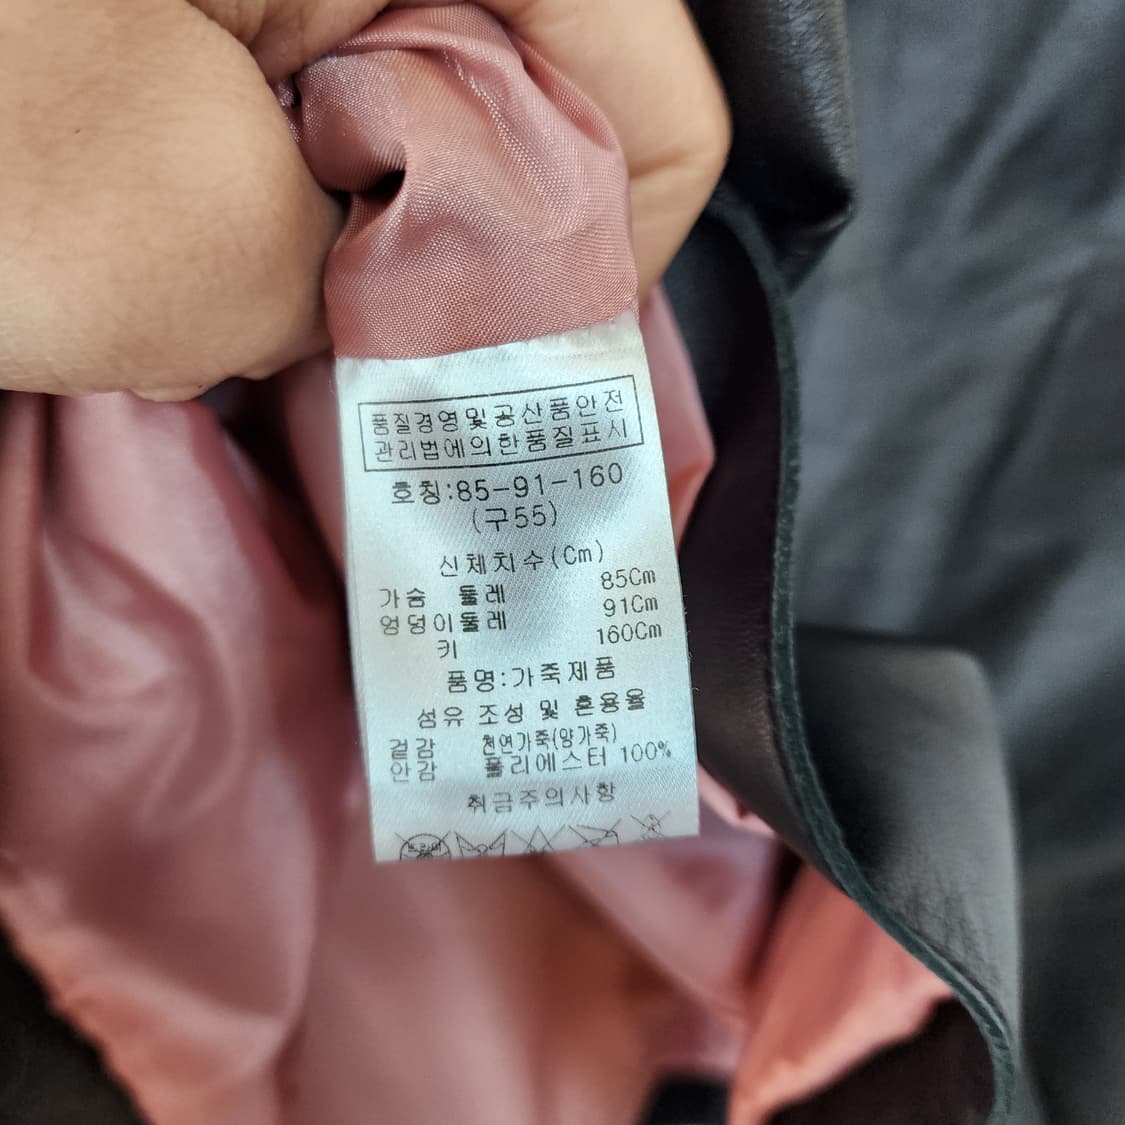 품질경영및공산품안전
관리법에의한품질표시
호칭:85-91-160
(구55)
신체치수(Cm)
가슴 둘레 85Cm
엉덩이둘레 91Cm
키 160Cm
품명:가죽제품
섬유 조성 및 혼용율
겉감 천연가죽(양가죽)
안감 폴리에스터 100%
취급주의사항
드라이